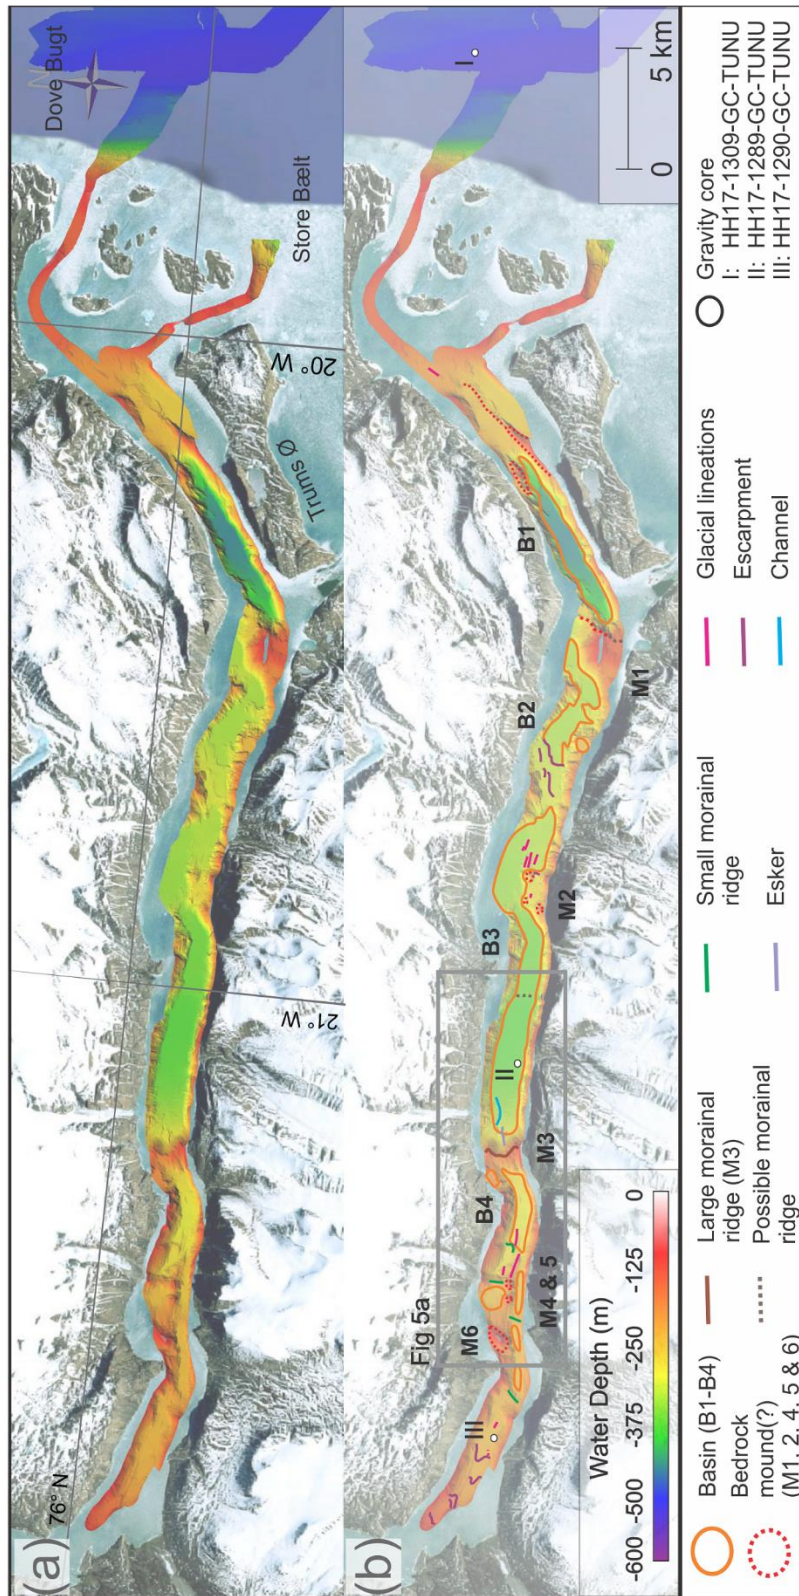 (a)
76° N
21° W
20° W
Trums Ø
Store Bælt
Dove Bugt
N
(b)
Fig 5a
III
M6
M4 & 5
B4
M3
II
B3
M2
B2
M1
B1
I
Water Depth (m)
-600 -500 -375 -250 -125 0
0 5 km
Basin (B1-B4)
Bedrock
mound(?)
(M1, 2, 4, 5 & 6)
Large morainal
ridge (M3)
Possible morainal
ridge
Small morainal
ridge
Esker
Glacial lineations
Escarpment
Channel
Gravity core
I: HH17-1309-GC-TUNU
II: HH17-1289-GC-TUNU
III: HH17-1290-GC-TUNU